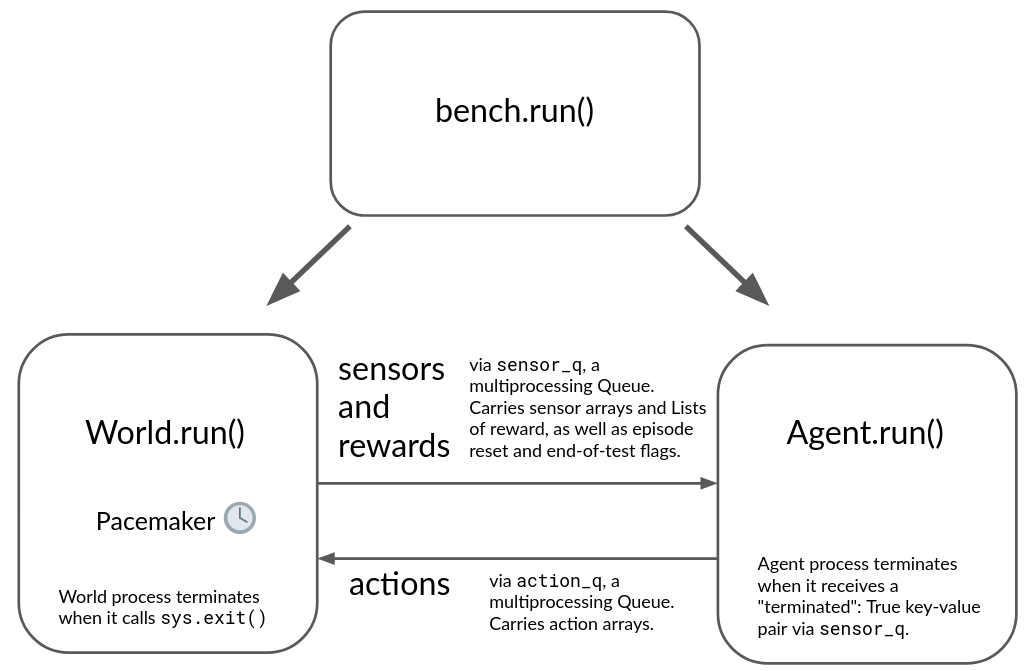 bench.run()
sensors
and
rewards
via sensor_q, a
multiprocessing Queue.
Carries sensor arrays and Lists
of reward, as well as episode
reset and end-of-test flags.
World.run()
Pacemaker
World process terminates
when it calls sys.exit()
Agent.run()
Agent process terminates
when it receives a
"terminated": True key-value
pair via sensor_q.
actions
via action_q, a
multiprocessing Queue.
Carries action arrays.